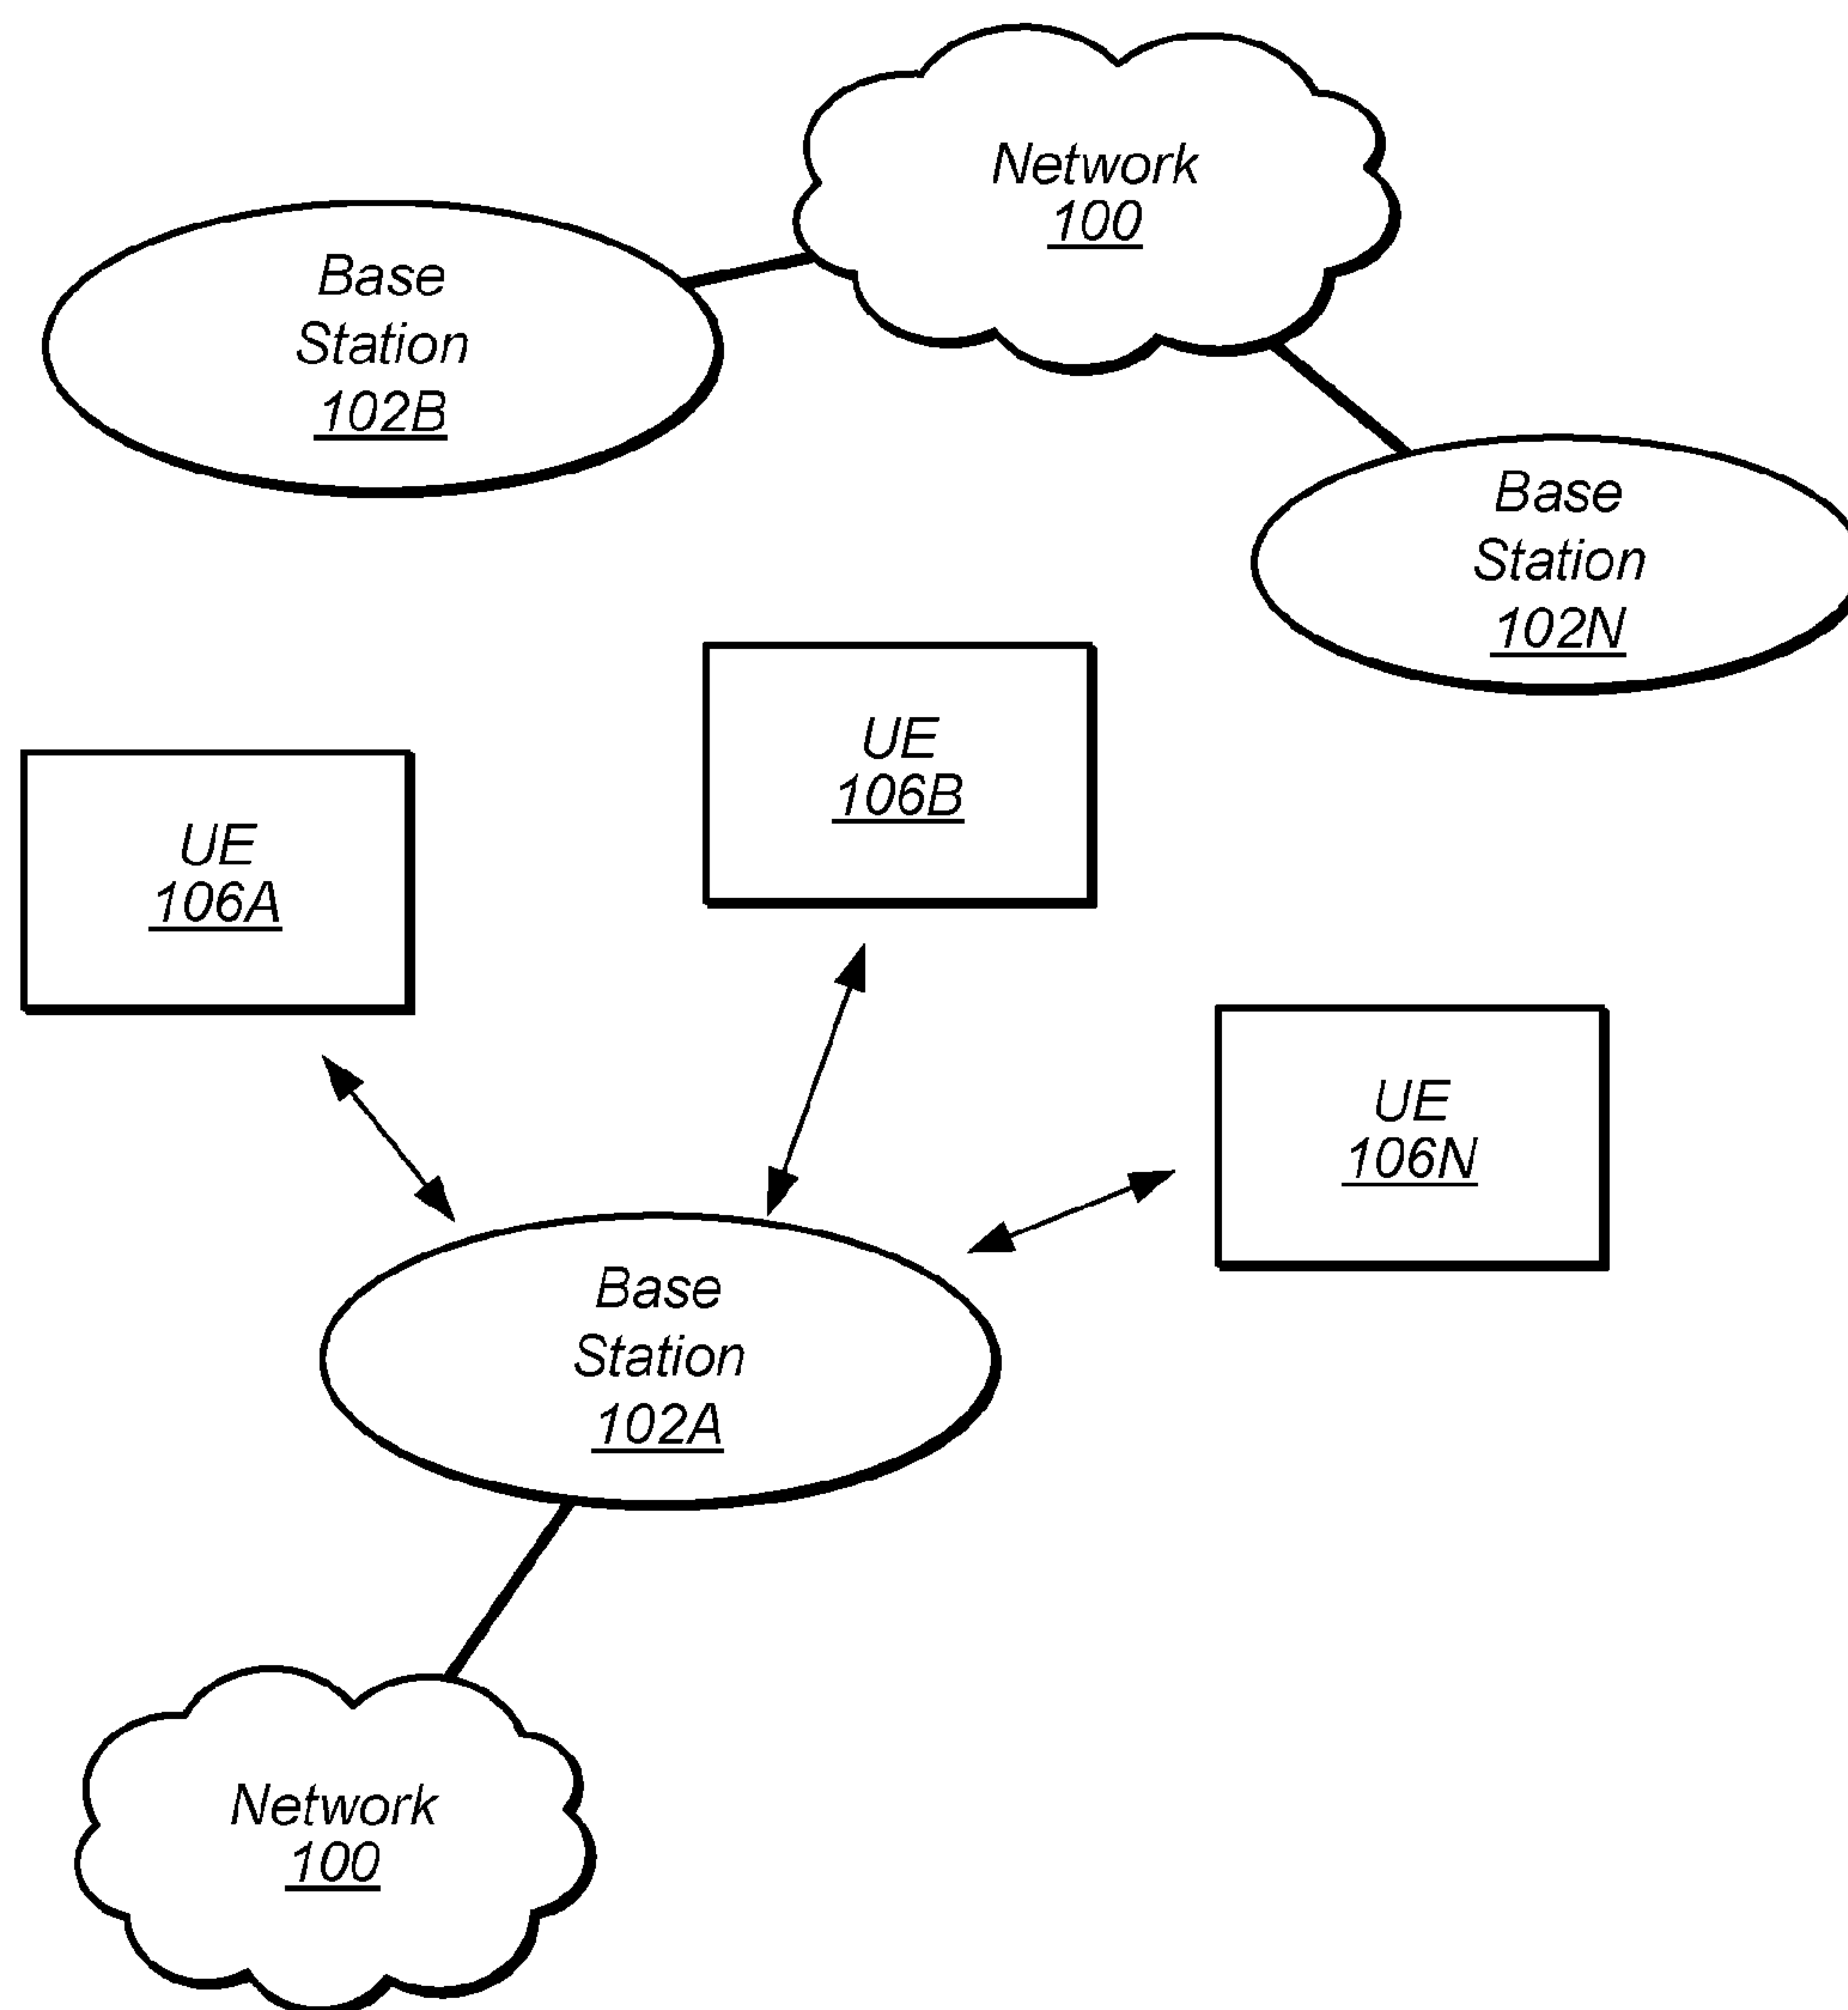 Network
100
Base
Station
102B
Base
Station
102N
UE
106B
UE
106A
UE
106N
Base
Station
102A
Network
100